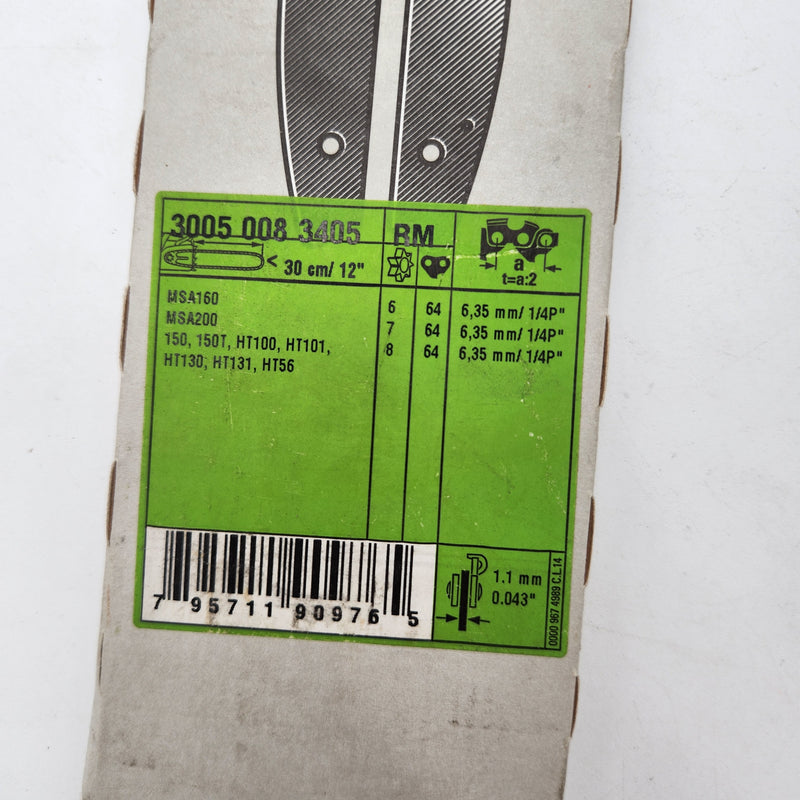 3005 008 3405 RM
< 30 cm/ 12" a
t=a:2
MSA160 6 64 6,35 mm/ 1/4P"
MSA200 7 64 6,35 mm/ 1/4P"
150, 150T, HT100, HT101, 8 64 6,35 mm/ 1/4P"
HT130, HT131, HT56
1.1 mm
0.043"
0000 967 4989 C.L14
7 95711 90976 5